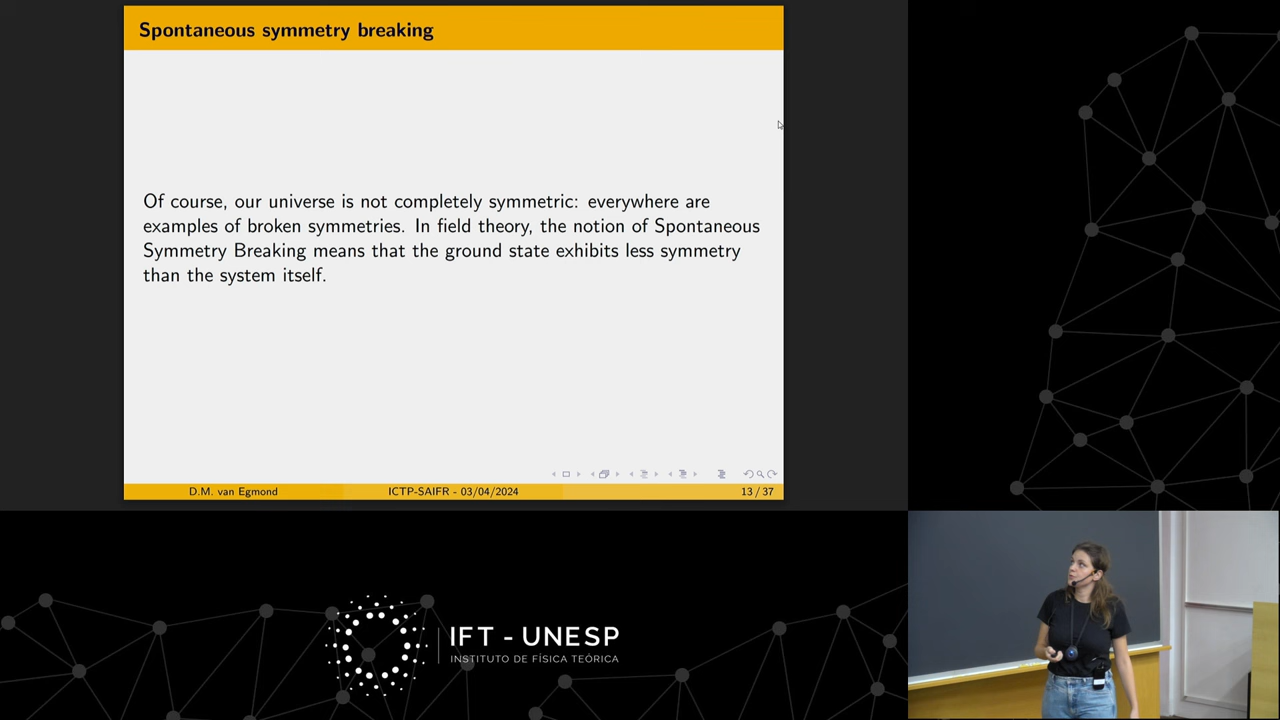 Spontaneous symmetry breaking
Of course, our universe is not completely symmetric: everywhere are
examples of broken symmetries. In field theory, the notion of Spontaneous
Symmetry Breaking means that the ground state exhibits less symmetry
than the system itself.
D.M. van Egmond
ICTP-SAIFR - 03/04/2024
13 / 37
IFT - UNESP
INSTITUTO DE FÍSICA TEÓRICA